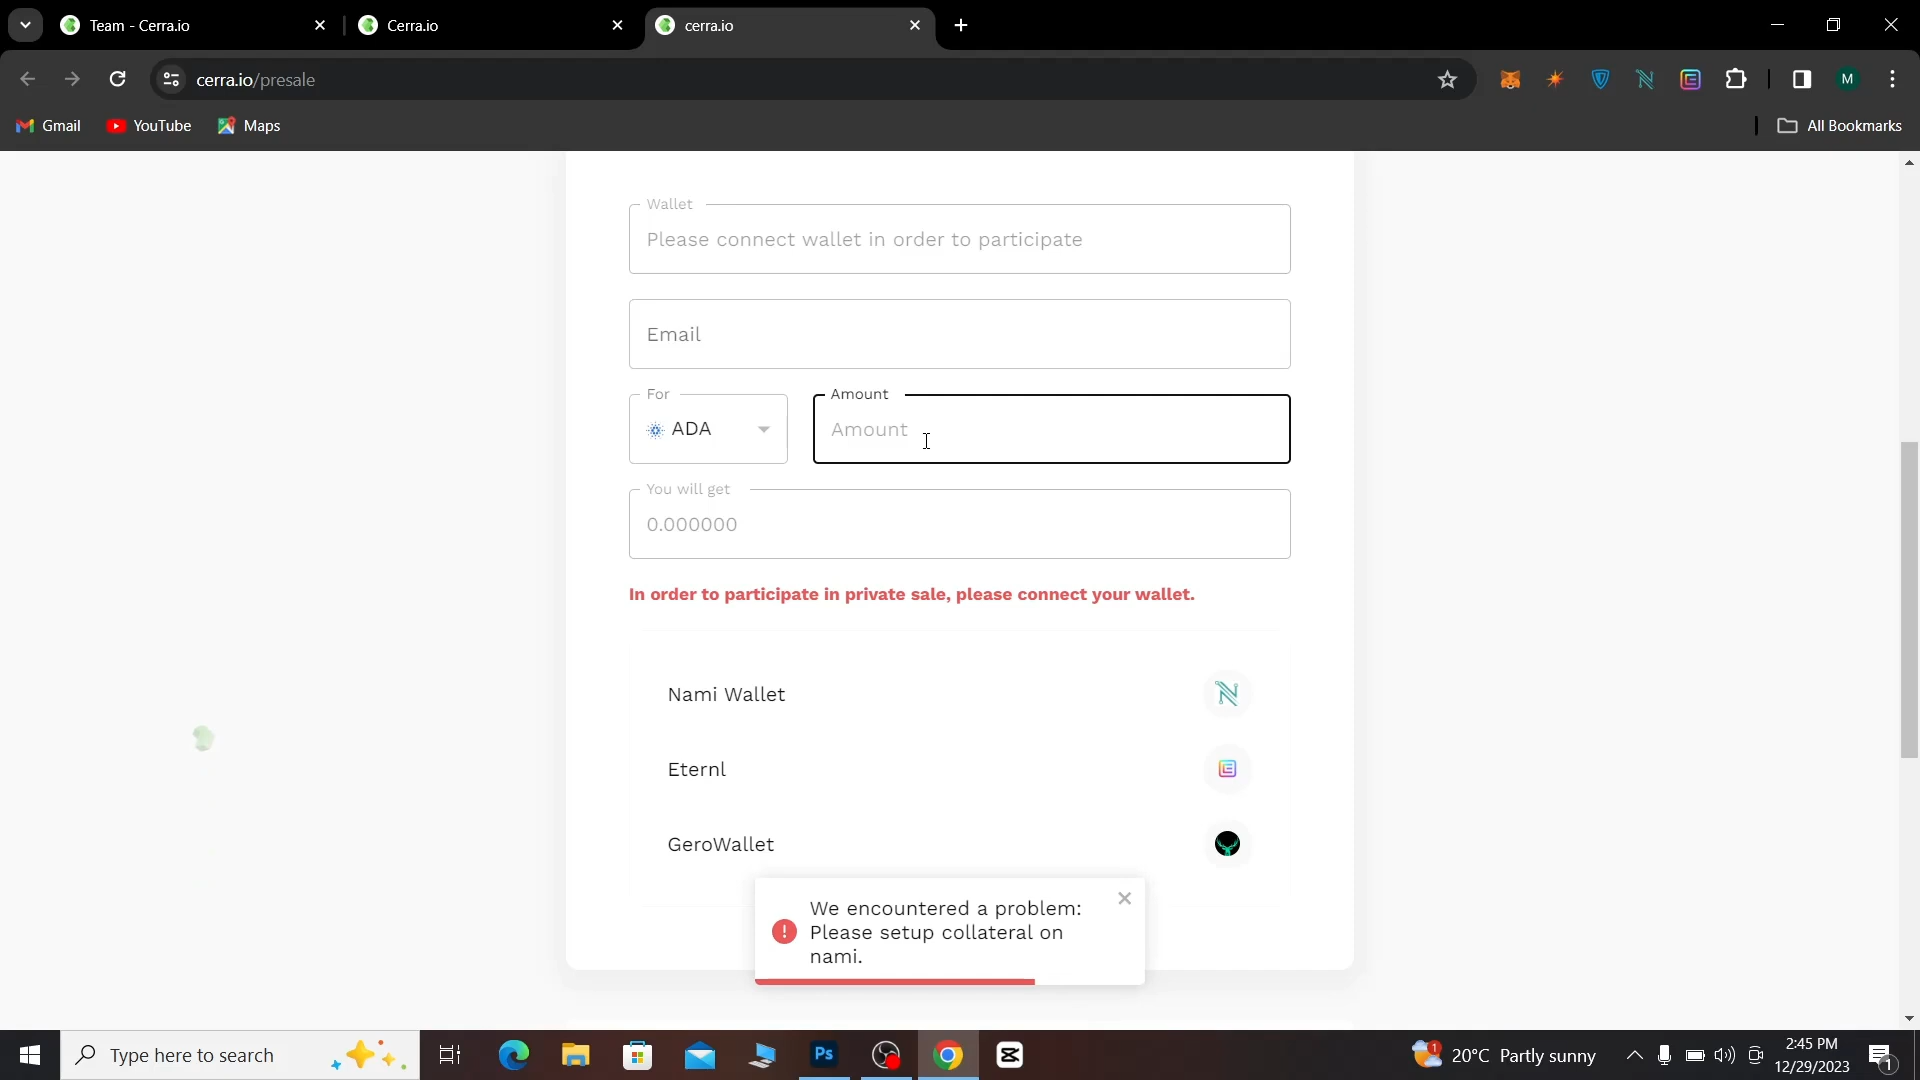 Team - Cerra.io
Cerra.io
cerra.io
cerra.io/presale
M
Gmail
YouTube
Maps
All Bookmarks
Wallet
Please connect wallet in order to participate
Email
For
ADA
Amount
Amount
You will get
0.000000
In order to participate in private sale, please connect your wallet.
Nami Wallet
Eternl
GeroWallet
We encountered a problem:
Please setup collateral on
nami.
Type here to search
Ps
1
20°C Partly sunny
2:45 PM
12/29/2023
1